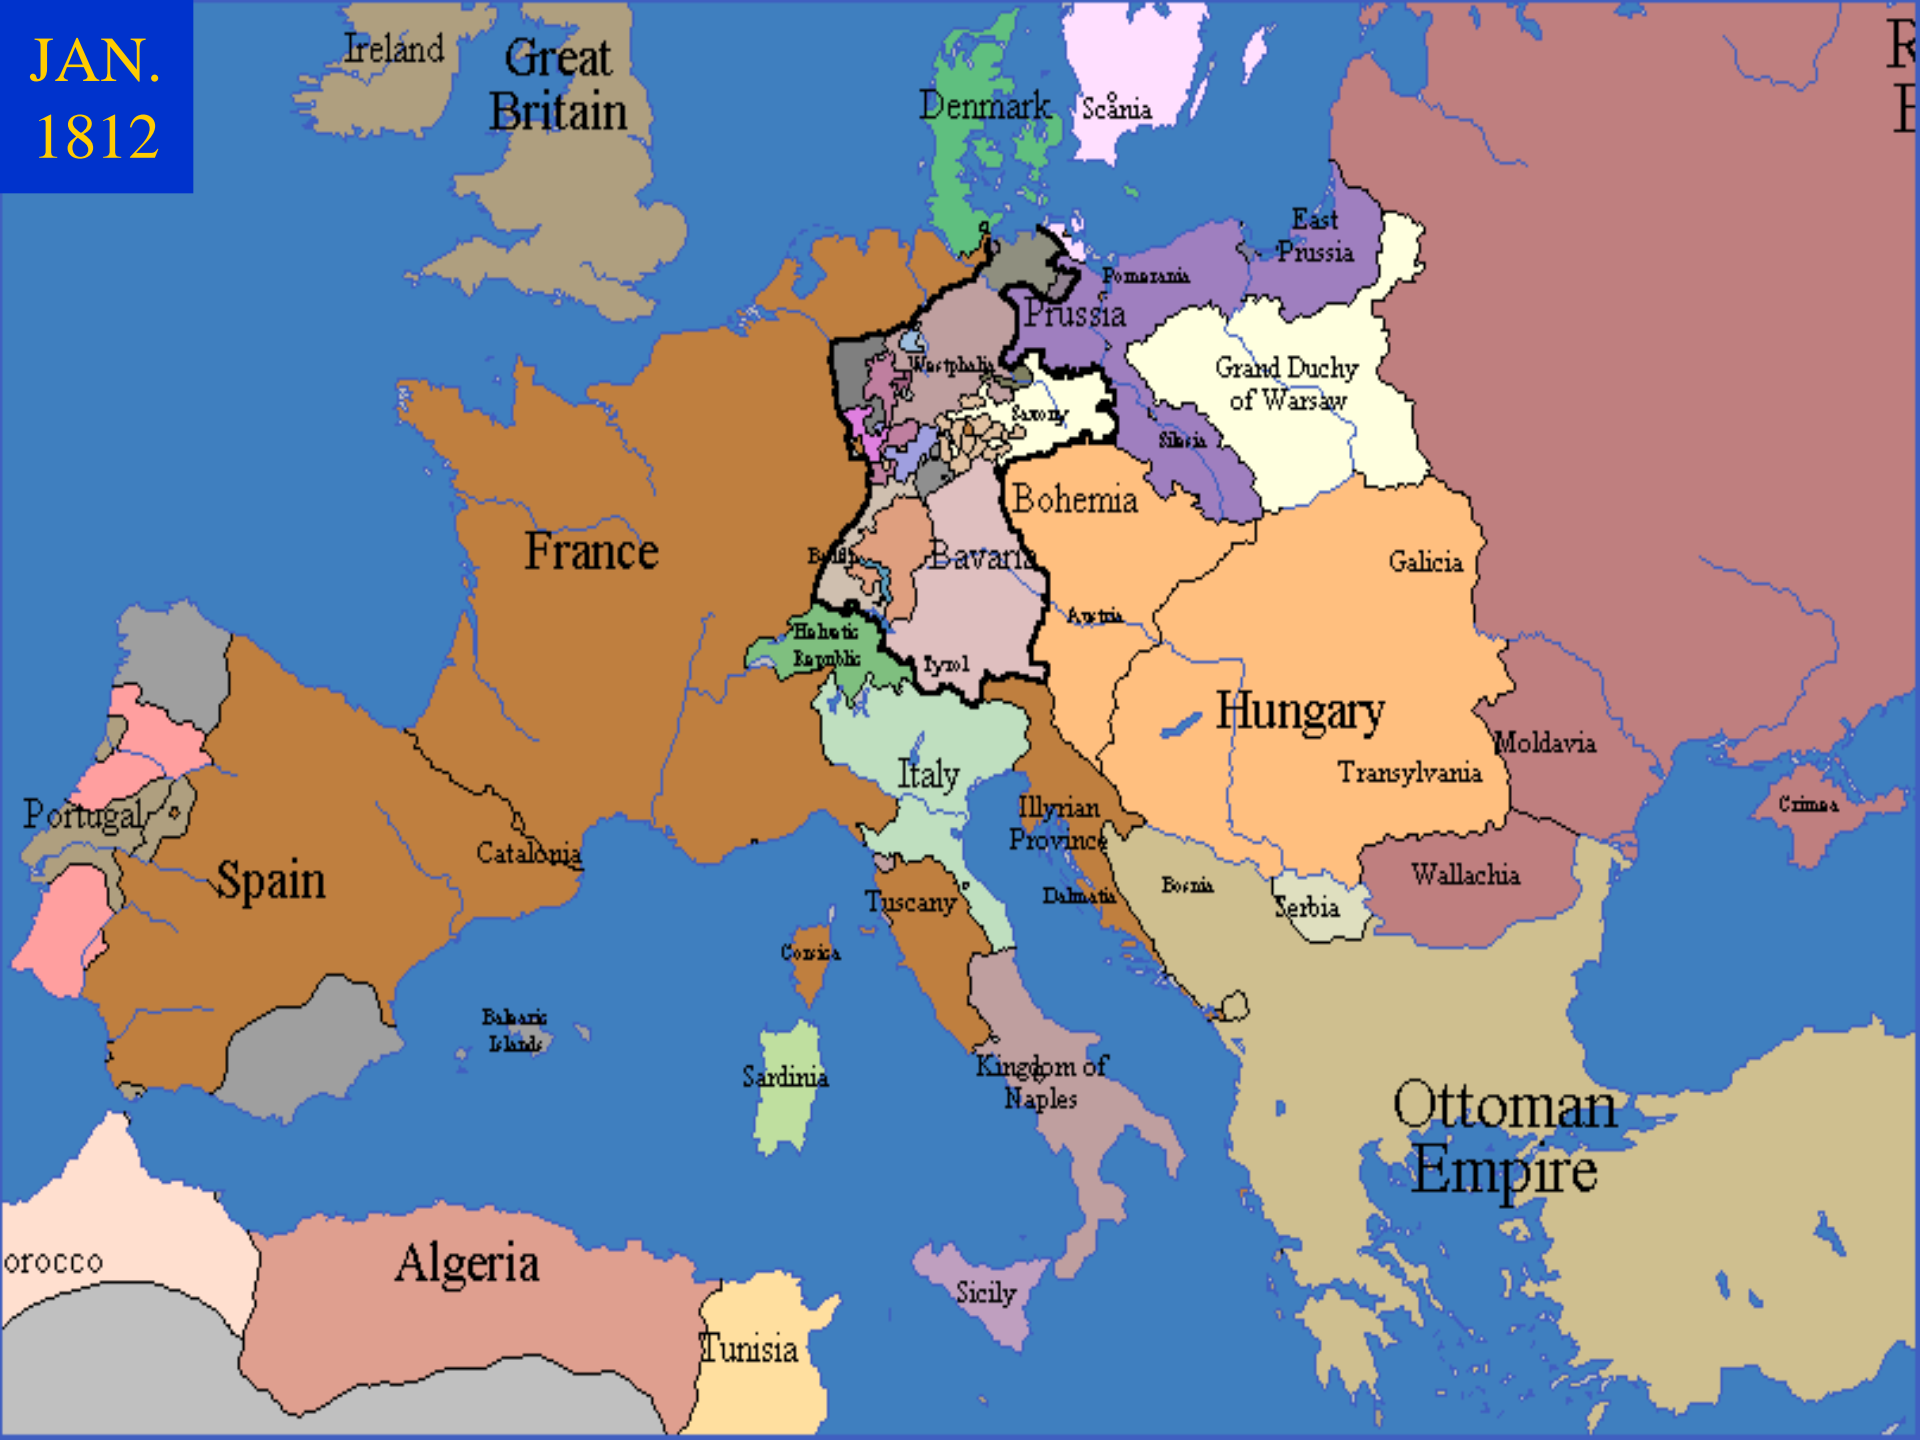 JAN.
1812
Ireland
Great
Britain
Denmark
Scånia
R
E
East
Prussia
Pomerania
Prussia
Westphalia
Grand Duchy
of Warsaw
Saxony
Silesia
Bohemia
France
Bavaria
Galicia
Austria
Helvetic
Republic
Tyrol
Hungary
Moldavia
Italy
Transylvania
Illyrian
Province
Crimea
Portugal
Catalonia
Spain
Wallachia
Bosnia
Serbia
Tuscany
Dalmatia
Corsica
Balearic
Islands
Sardinia
Kingdom of
Naples
Ottoman
Empire
orocco
Algeria
Sicily
Tunisia